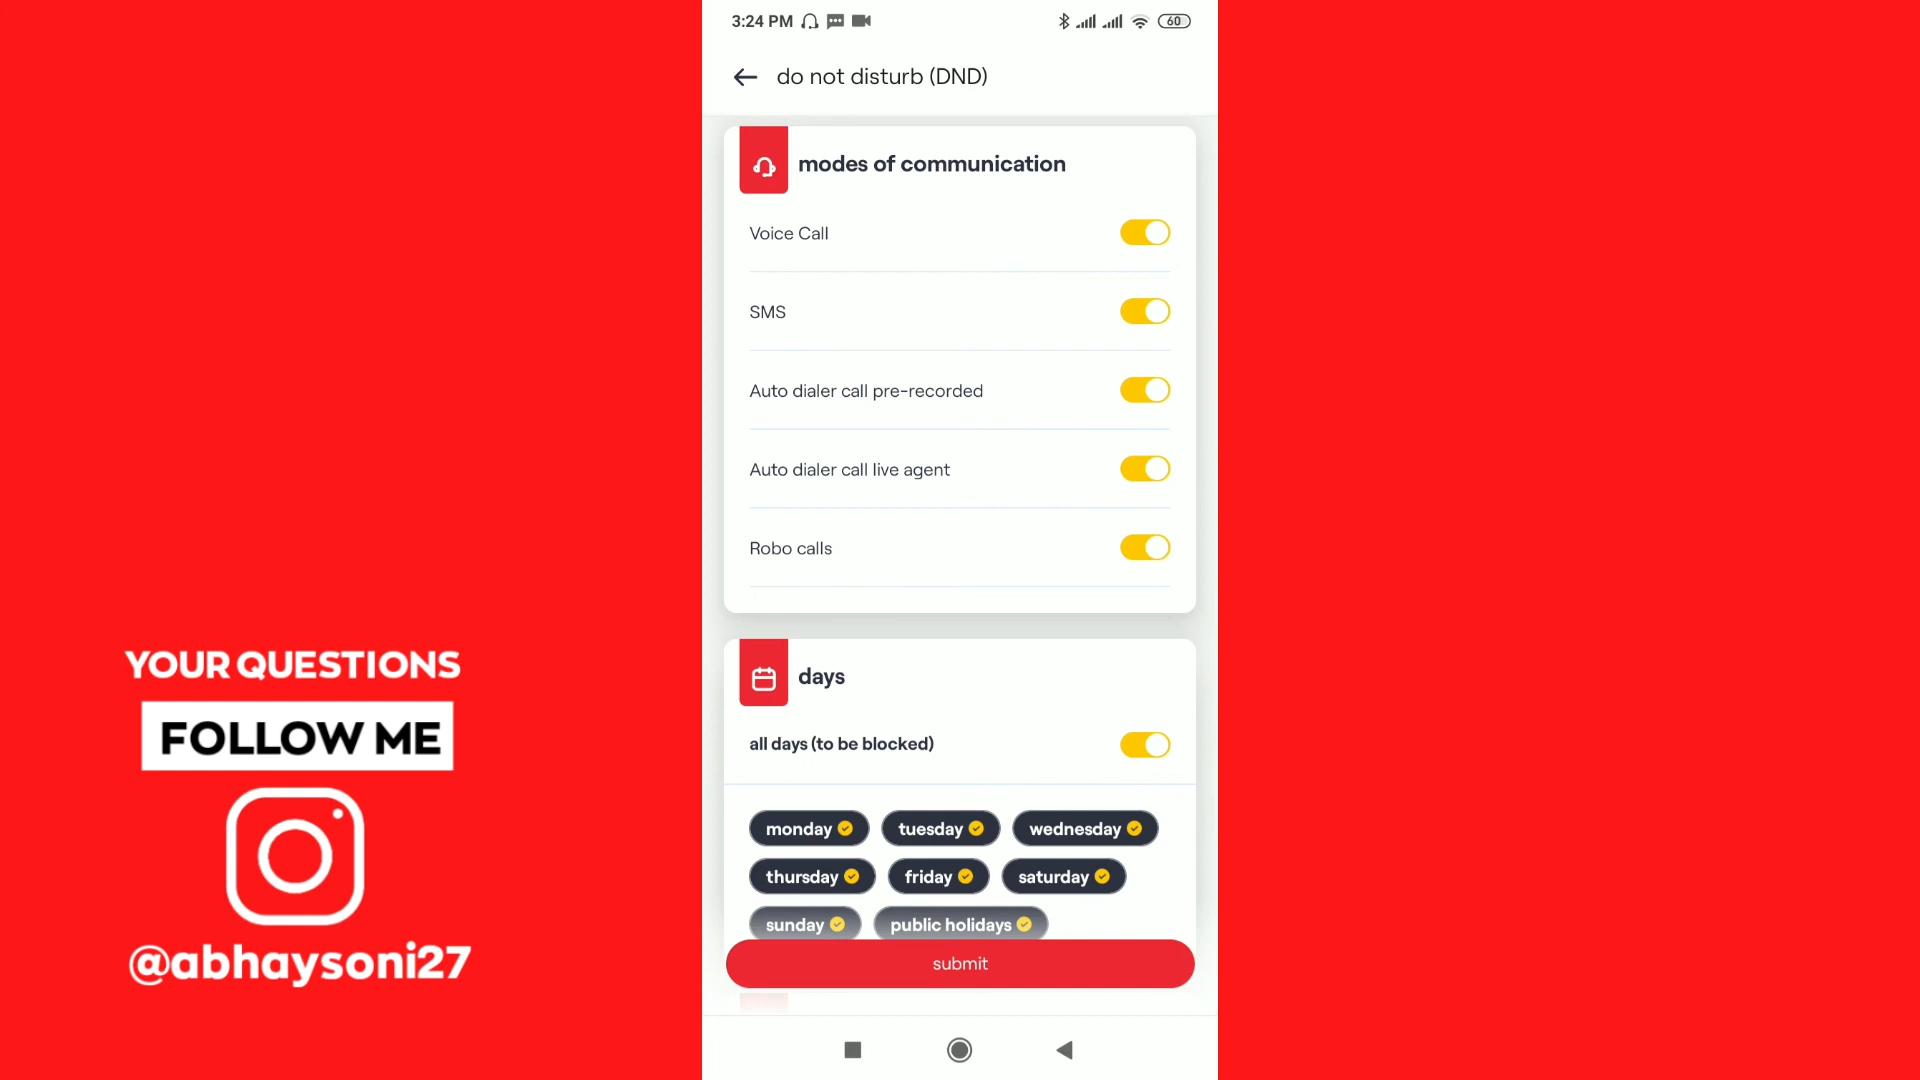 3:24 PM
60
do not disturb (DND)
modes of communication
Voice Call
SMS
Auto dialer call pre-recorded
Auto dialer call live agent
Robo calls
days
all days (to be blocked)
monday tuesday wednesday
thursday friday saturday
sunday public holidays
submit
YOUR QUESTIONS
FOLLOW ME
@abhaysoni27